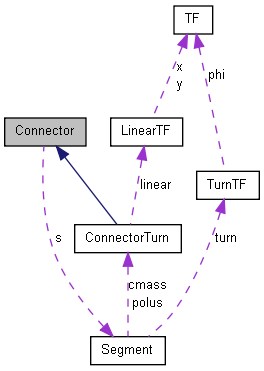 TF
x
y
phi
Connector
LinearTF
linear
TurnTF
s
ConnectorTurn
turn
cmass
polus
Segment